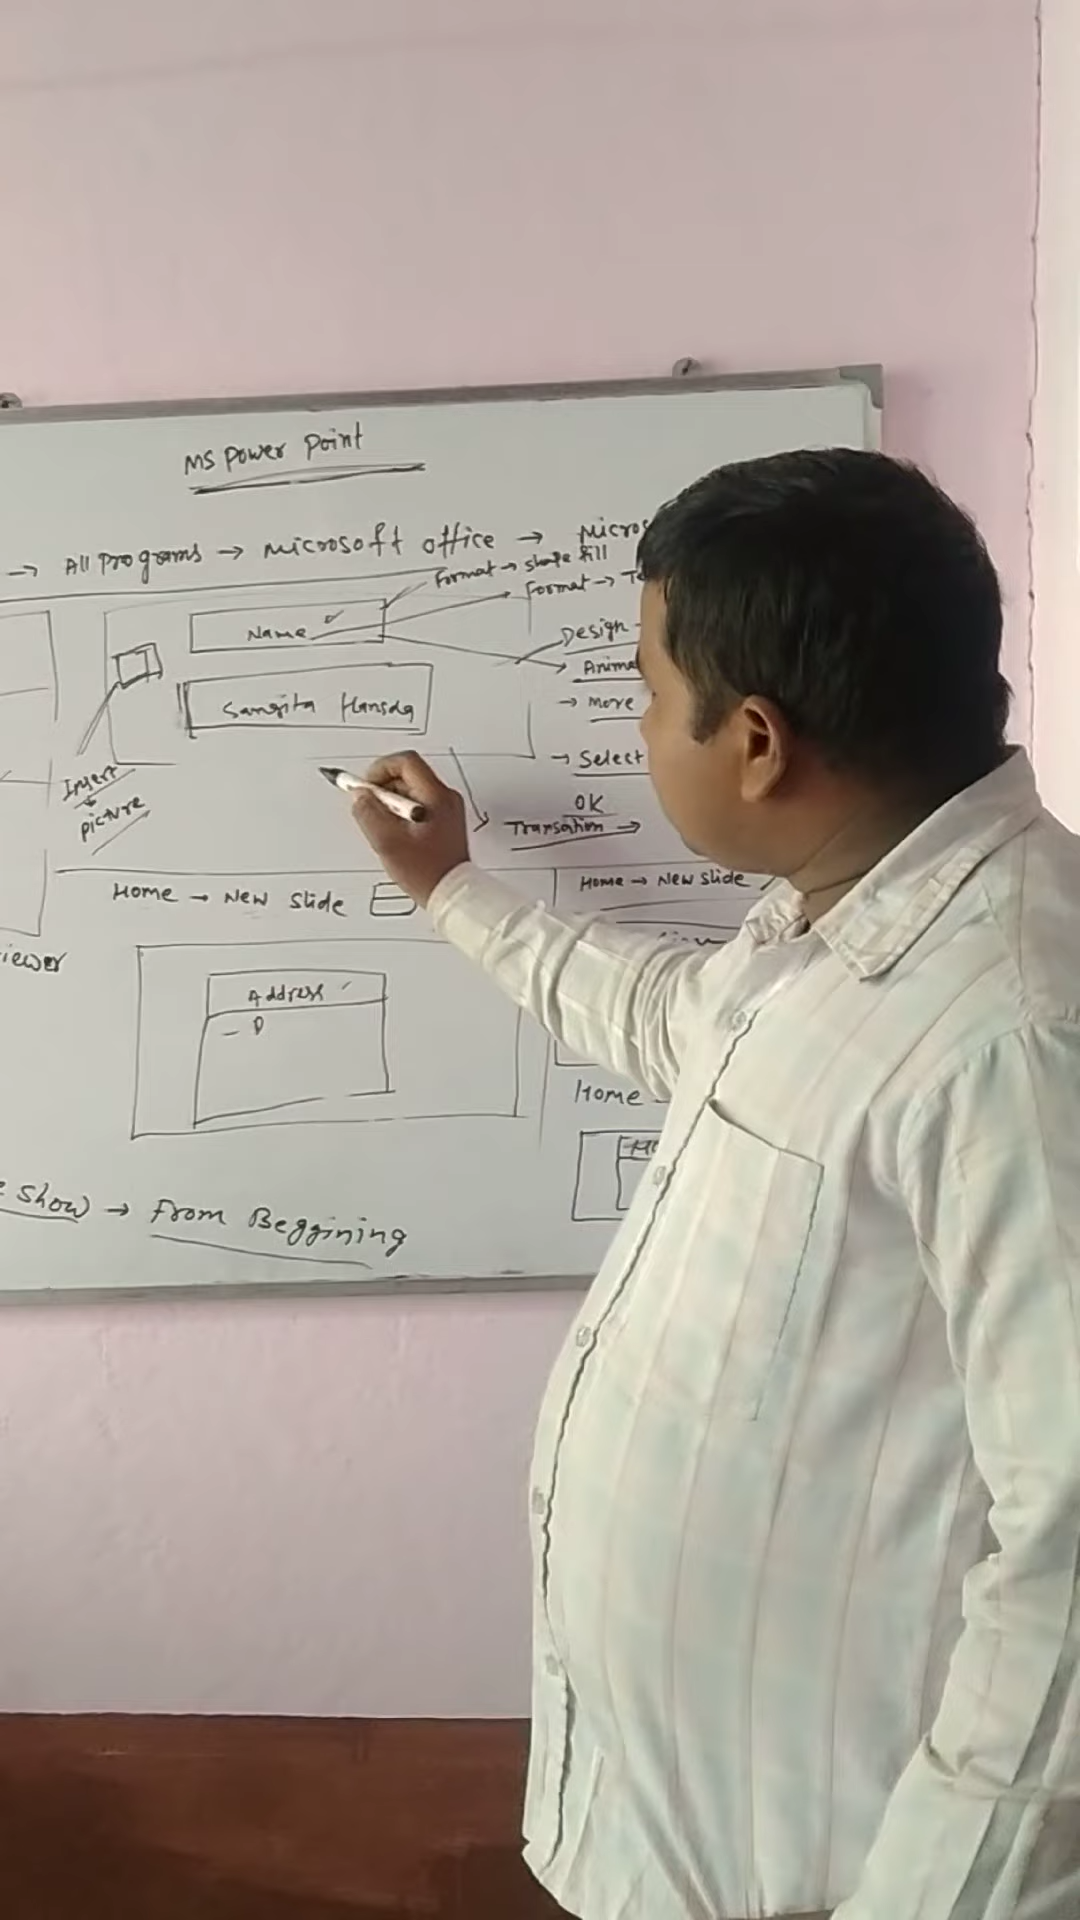 MS Power Point
→ All Programs → Microsoft office → Micros
Format → Shape fill
Format → Te
Name ✓
Design
→ Anima
Sangita Hansda
→ More
→ Select
Insert
picture
OK
Transation →
Home → New Slide
Home → New Slide
iewer
Address ✓
– D
Home
Show → From Beggining